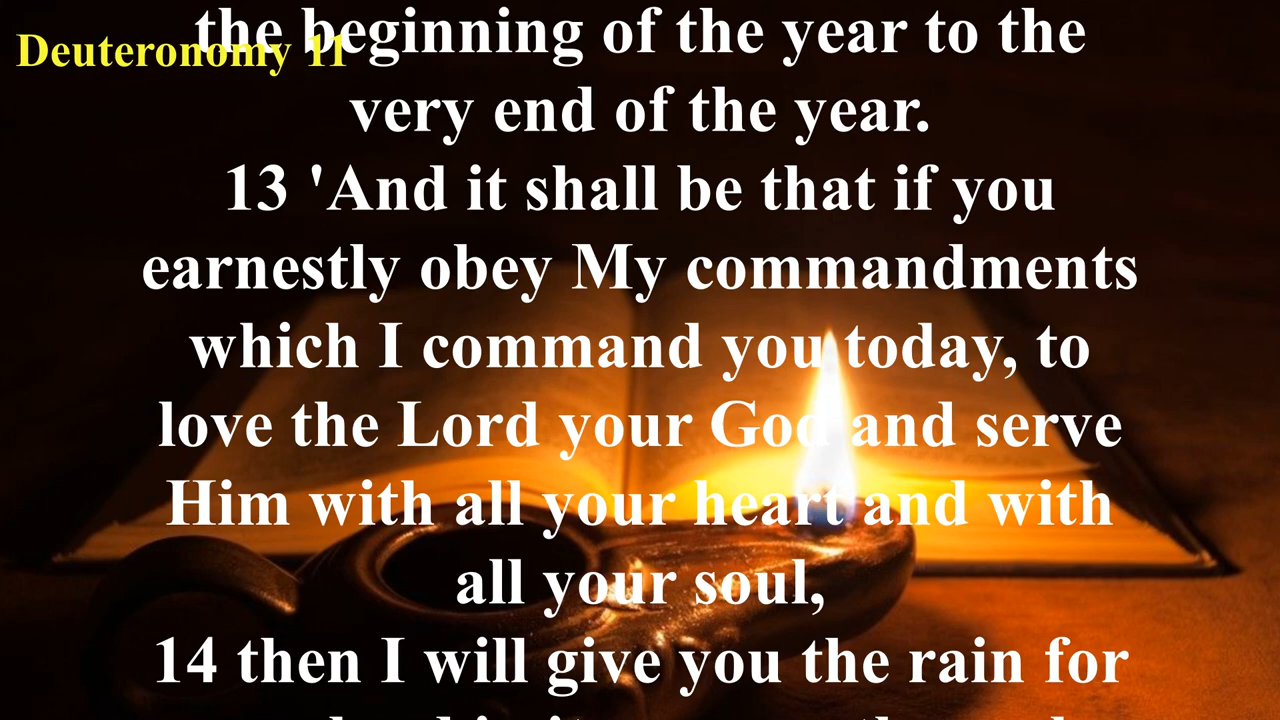 Deuteronomy 11
the beginning of the year to the
very end of the year.
13 'And it shall be that if you
earnestly obey My commandments
which I command you today, to
love the Lord your God and serve
Him with all your heart and with
all your soul,
14 then I will give you the rain for